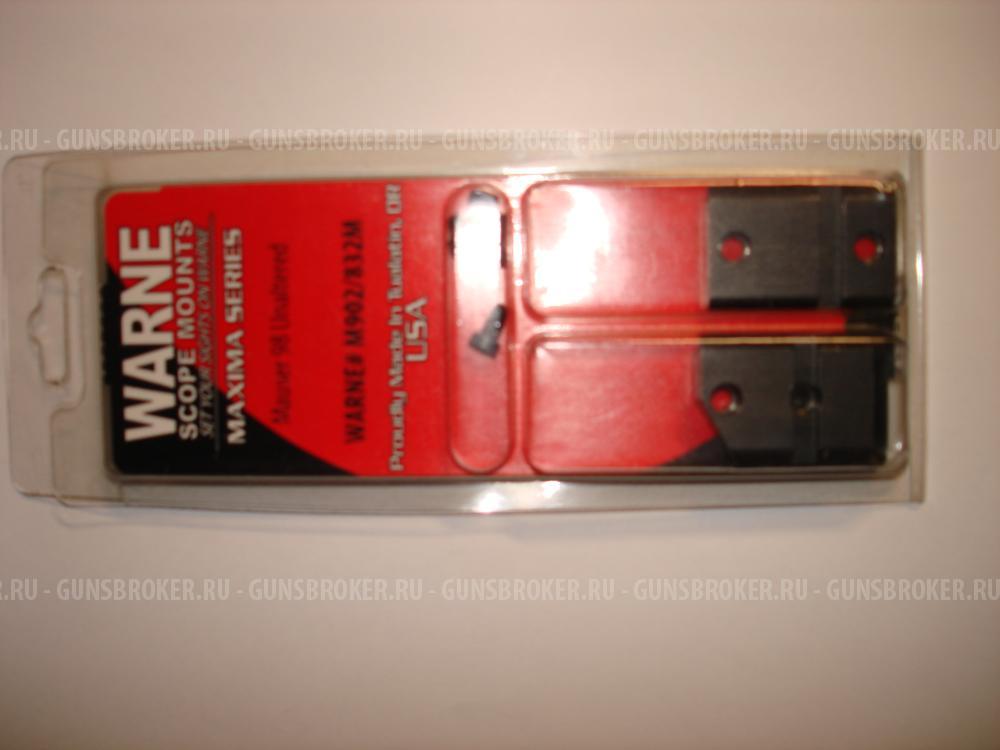 .RU - GUNSBROKER.RU - GUNSBROKER.RU - GUNSBROKER.RU - GUNSBROKER.RU - GUNSBROKER.RU
WARNE
SCOPE MOUNTS
SET YOUR SIGHTS ON WARNE
MAXIMA SERIES
Mauser 98 Unaltered
WARNE# M902/832M
Proudly Made In Tualatin, OR
USA
.RU - GUNSBROKER.RU - GUNSBROKER.RU - GUNSBROKER.RU - GUNSBROKER.RU - GUNSBROKER.RU